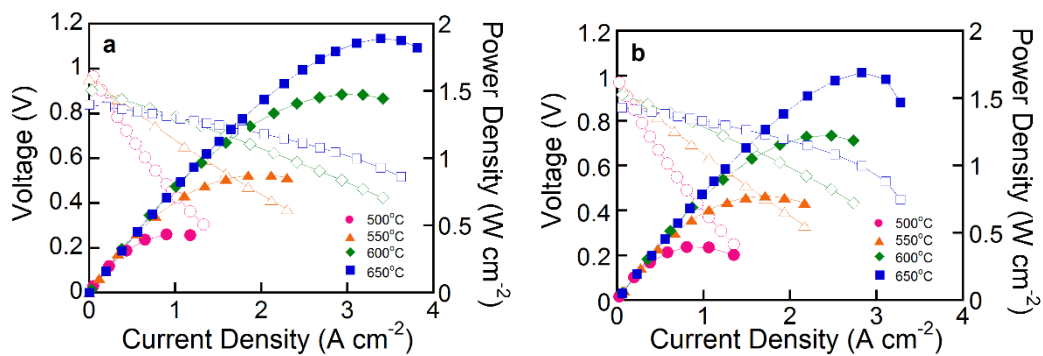 a
1.2
1
0.8
0.6
0.4
0.2
0
Voltage (V)
2
1.5
1
0.5
0
Power Density (W cm⁻²)
500°C
550°C
600°C
650°C
0 1 2 3 4
Current Density (A cm⁻²)
b
1.2
1
0.8
0.6
0.4
0.2
0
Voltage (V)
2
1.5
1
0.5
0
Power Density (W cm⁻²)
500°C
550°C
600°C
650°C
0 1 2 3 4
Current Density (A cm⁻²)